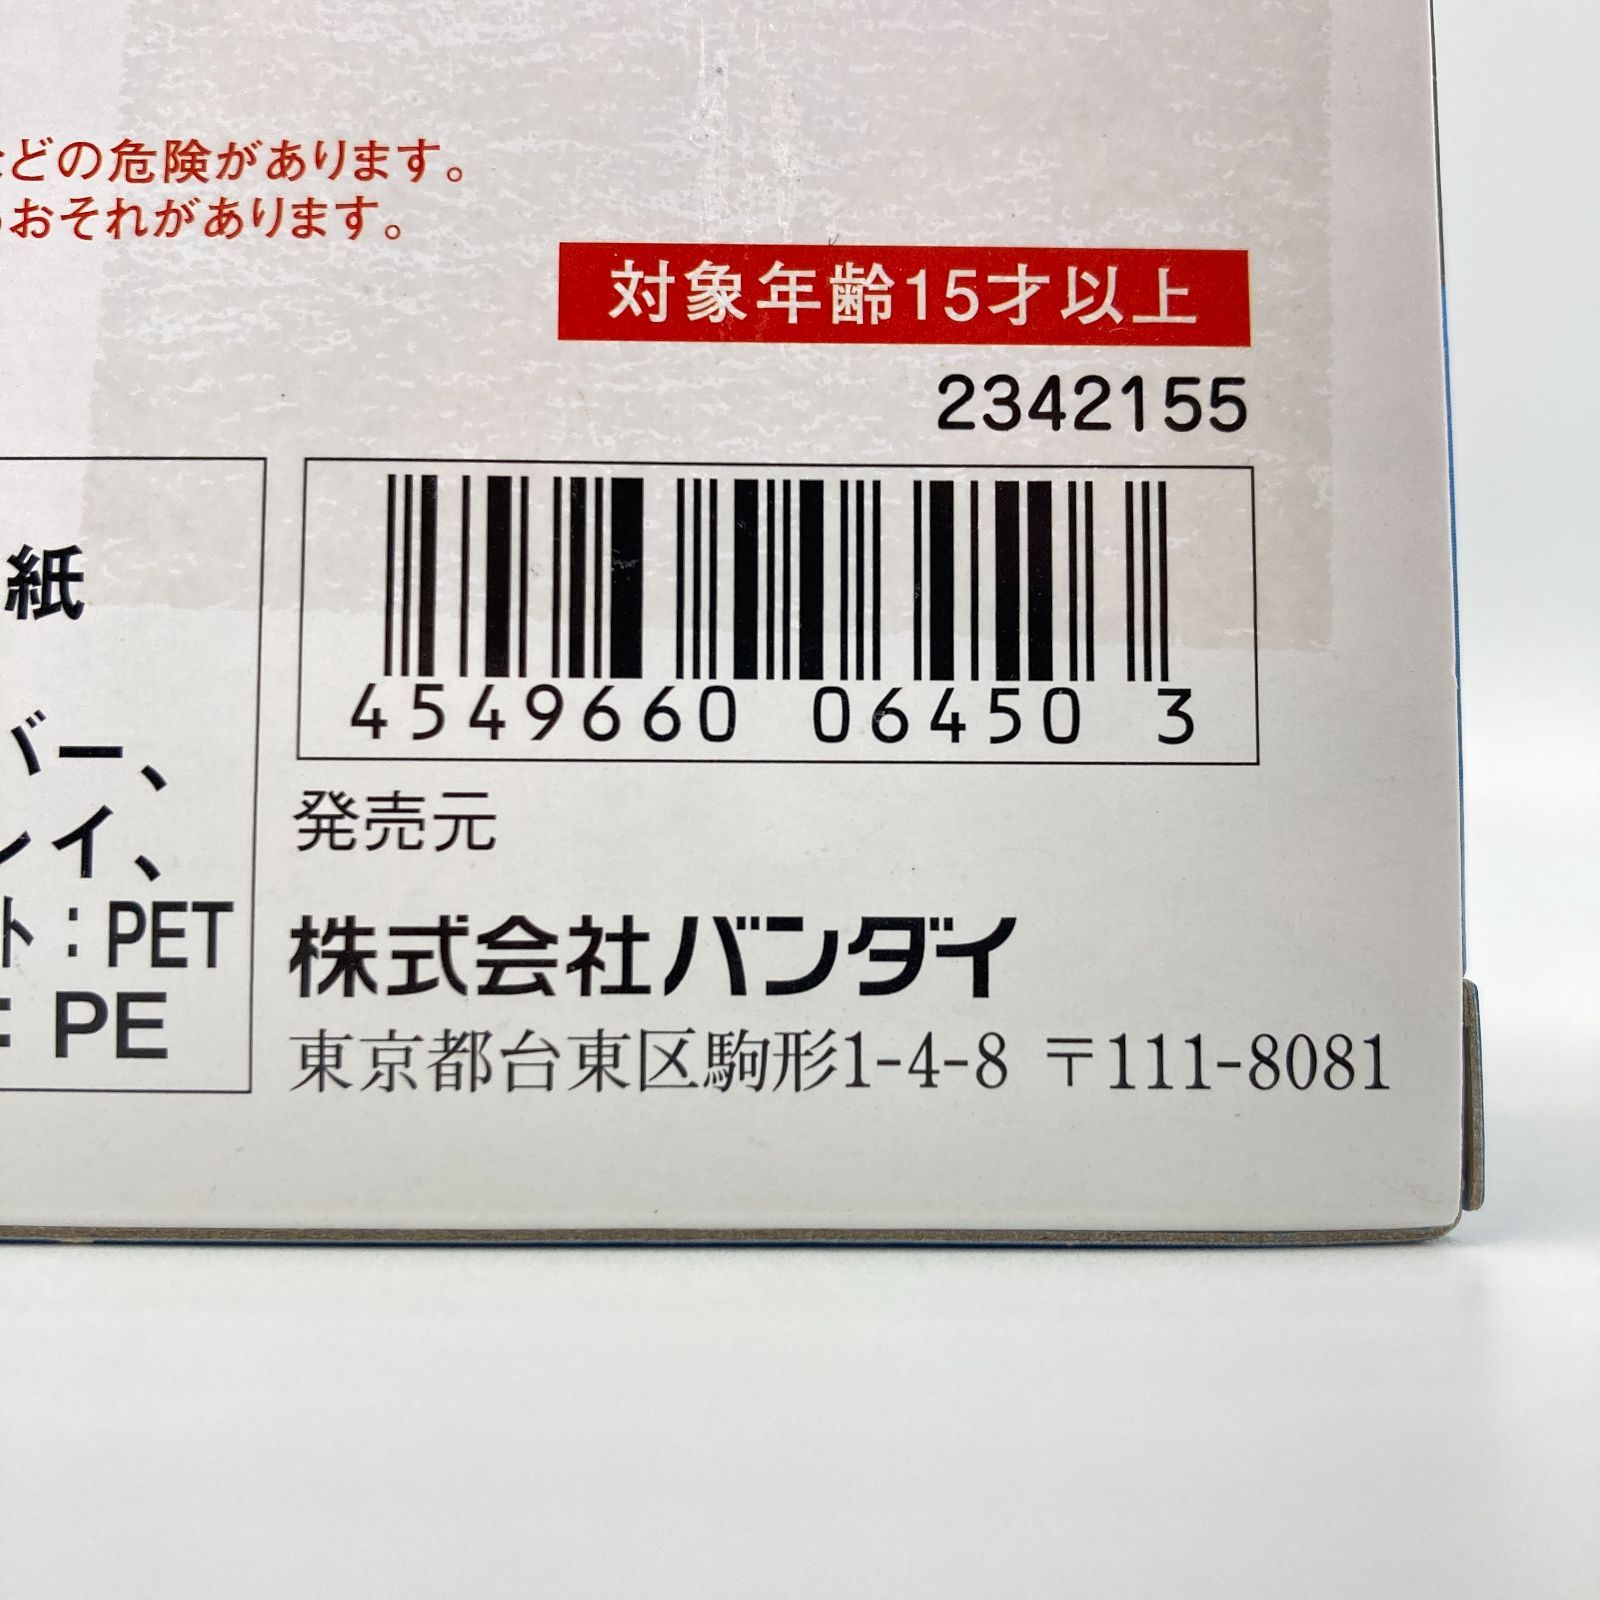 どの危険があります。
おそれがあります。
対象年齢15才以上
2342155
紙
バー、
レイ、
ト：PET
：PE
4549660 06450 3
発売元
株式会社バンダイ
東京都台東区駒形1-4-8 〒111-8081